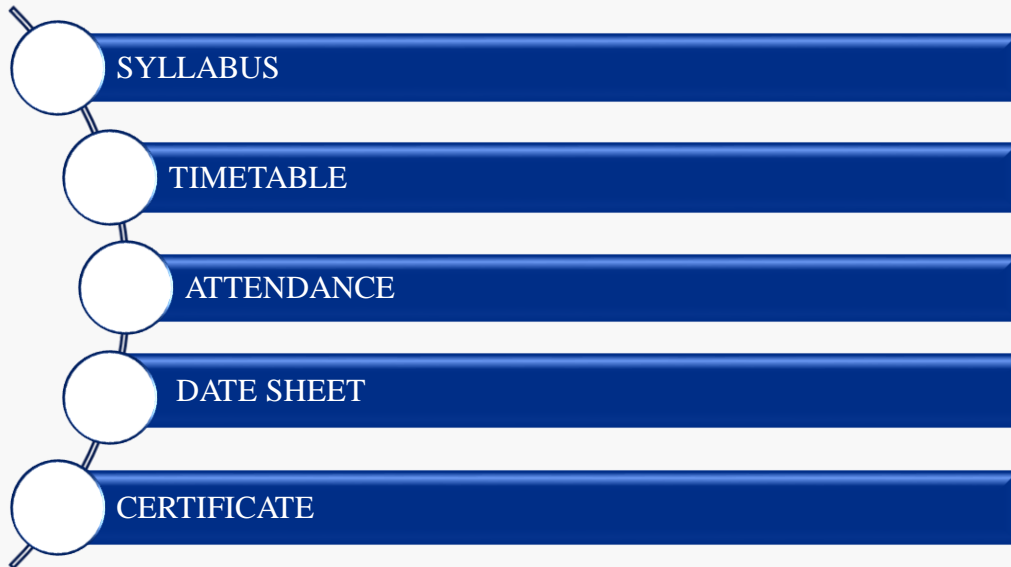 SYLLABUS
TIMETABLE
ATTENDANCE
DATE SHEET
CERTIFICATE